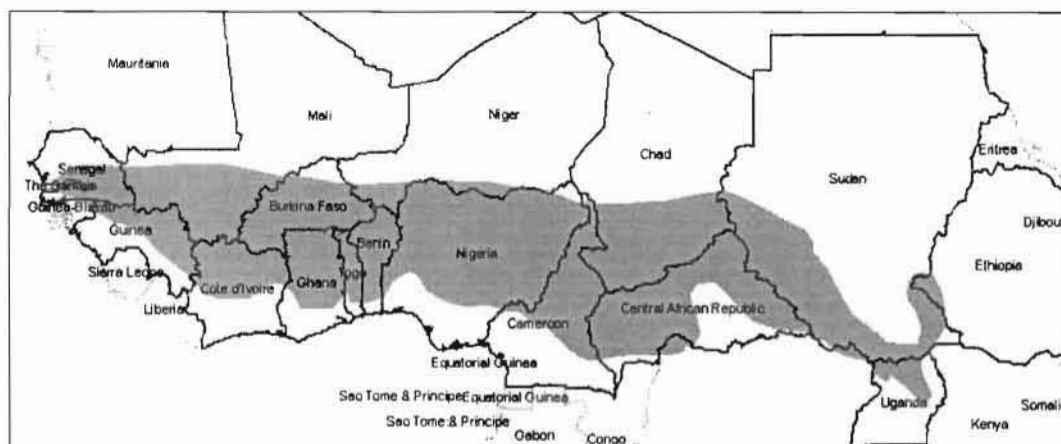 Mauritania
Mali
Niger
Chad
Sudan
Eritrea
Senegal
The Gambia
Guinea-Bissau
Guinea
Burkina Faso
Benin
Nigeria
Djibou
Ethiopia
Sierra Leone
Cote d'Ivoire
Ghana
Togo
Central African Republic
Liberia
Cameroon
Equatorial Guinea
Sao Tome & Principe
Equatorial Guinea
Uganda
Somali
Sao Tome & Principe
Kenya
Gabon
Congo